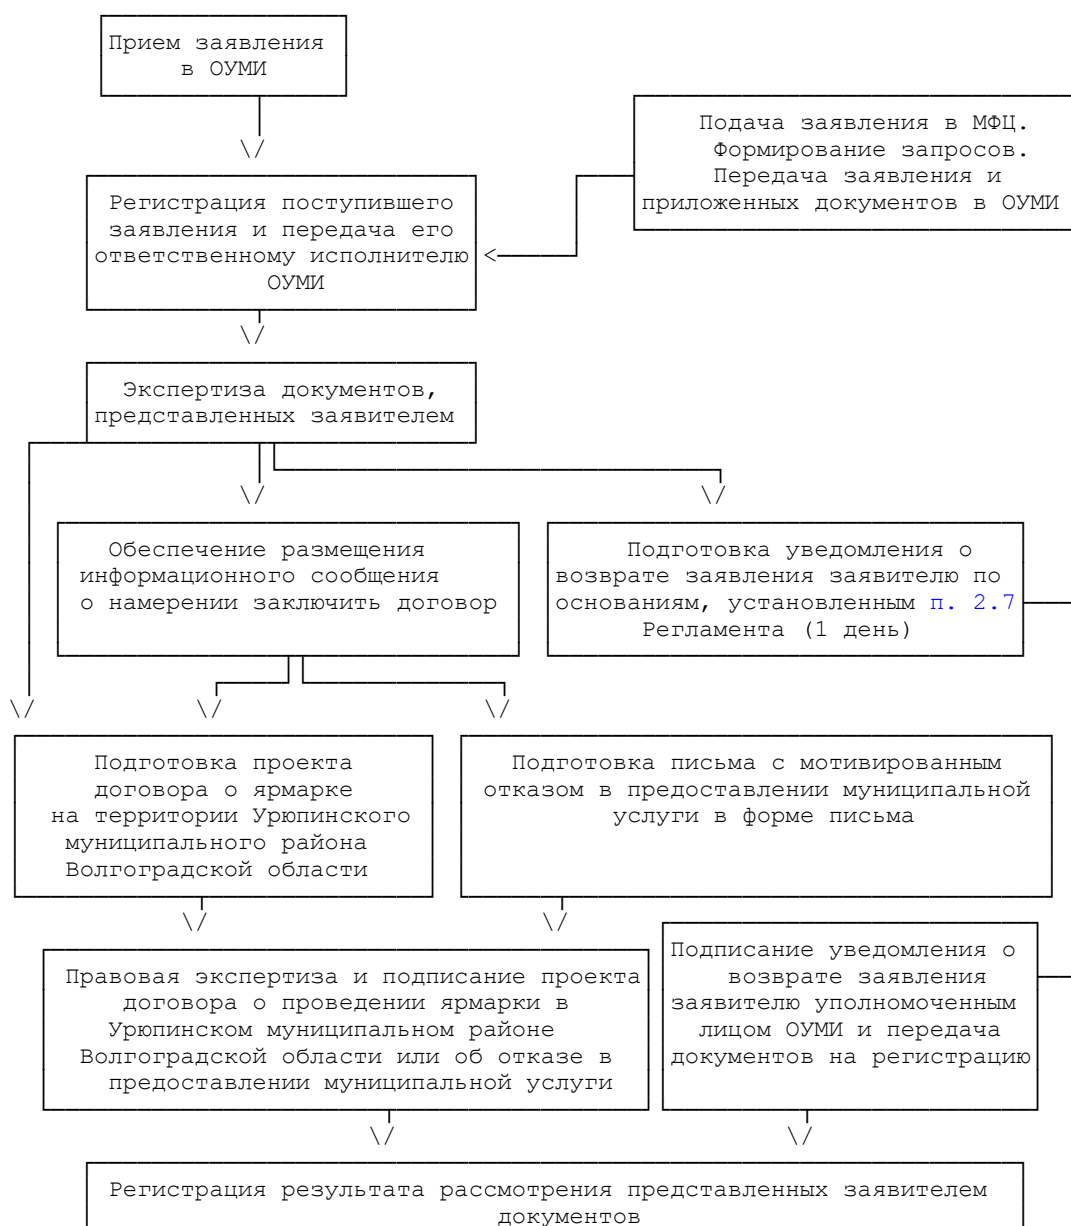 Прием заявления
в ОУМИ
Подача заявления в МФЦ.
Формирование запросов.
Передача заявления и
приложенных документов в ОУМИ
Регистрация поступившего
заявления и передача его
ответственному исполнителю
ОУМИ
Экспертиза документов,
представленных заявителем
Обеспечение размещения
информационного сообщения
о намерении заключить договор
Подготовка уведомления о
возврате заявления заявителю по
основаниям, установленным п. 2.7
Регламента (1 день)
Подготовка проекта
договора о ярмарке
на территории Урюпинского
муниципального района
Волгоградской области
Подготовка письма с мотивированным
отказом в предоставлении муниципальной
услуги в форме письма
Правовая экспертиза и подписание проекта
договора о проведении ярмарки в
Урюпинском муниципальном районе
Волгоградской области или об отказе в
предоставлении муниципальной услуги
Подписание уведомления о
возврате заявления
заявителю уполномоченным
лицом ОУМИ и передача
документов на регистрацию
Регистрация результата рассмотрения представленных заявителем
документов